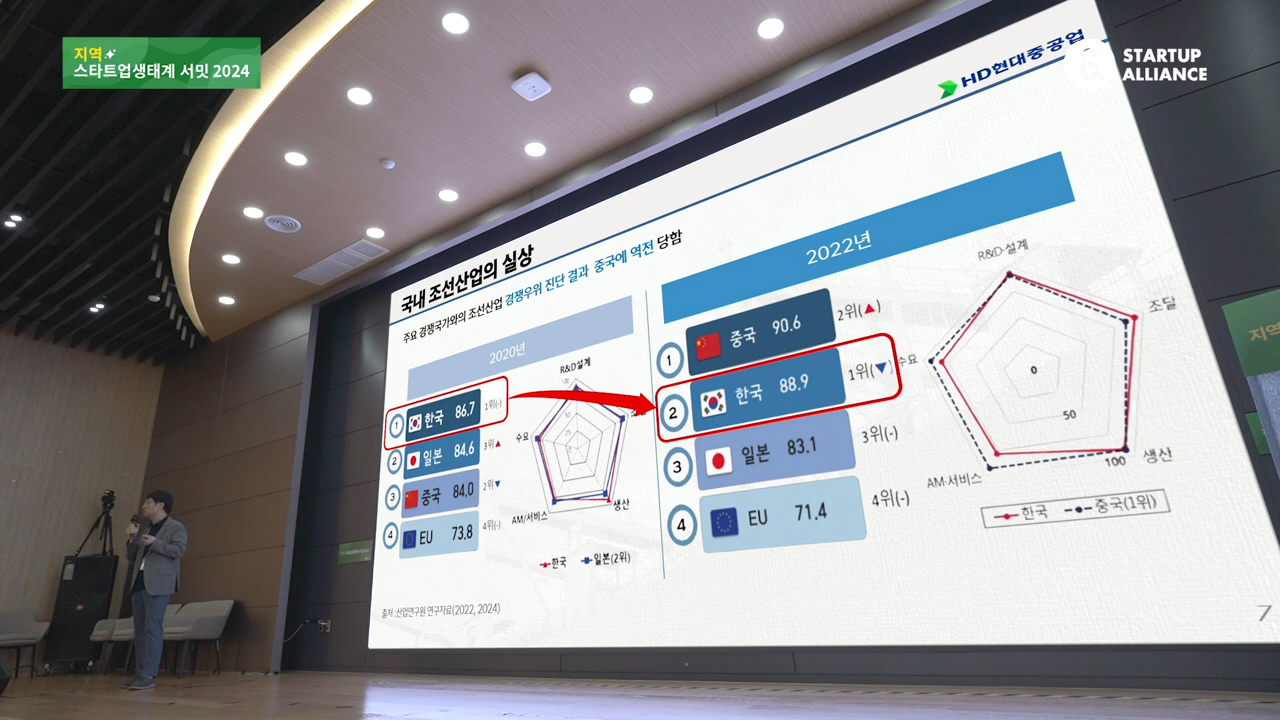 지역
스타트업생태계 서밋 2024
STARTUP
ALLIANCE
HD현대중공업
국내 조선산업의 실상
주요 경쟁국가와의 조선산업 경쟁우위 진단 결과 중국에 역전 당함
2020년
1 한국 86.7 1위(-)
2 일본 84.6 3위(▲)
3 중국 84.0 2위(▼)
4 EU 73.8 4위(-)
R&D설계
100
50
25
수요
생산
AM/서비스
한국 일본(2위)
2022년
1 중국 90.6 2위(▲)
2 한국 88.9 1위(▼)
3 일본 83.1 3위(-)
4 EU 71.4 4위(-)
R&D·설계
조달
수요
0
50
100
생산
AM·서비스
한국 중국(1위)
출처 : 산업연구원 연구자료(2022, 2024)
7
지역